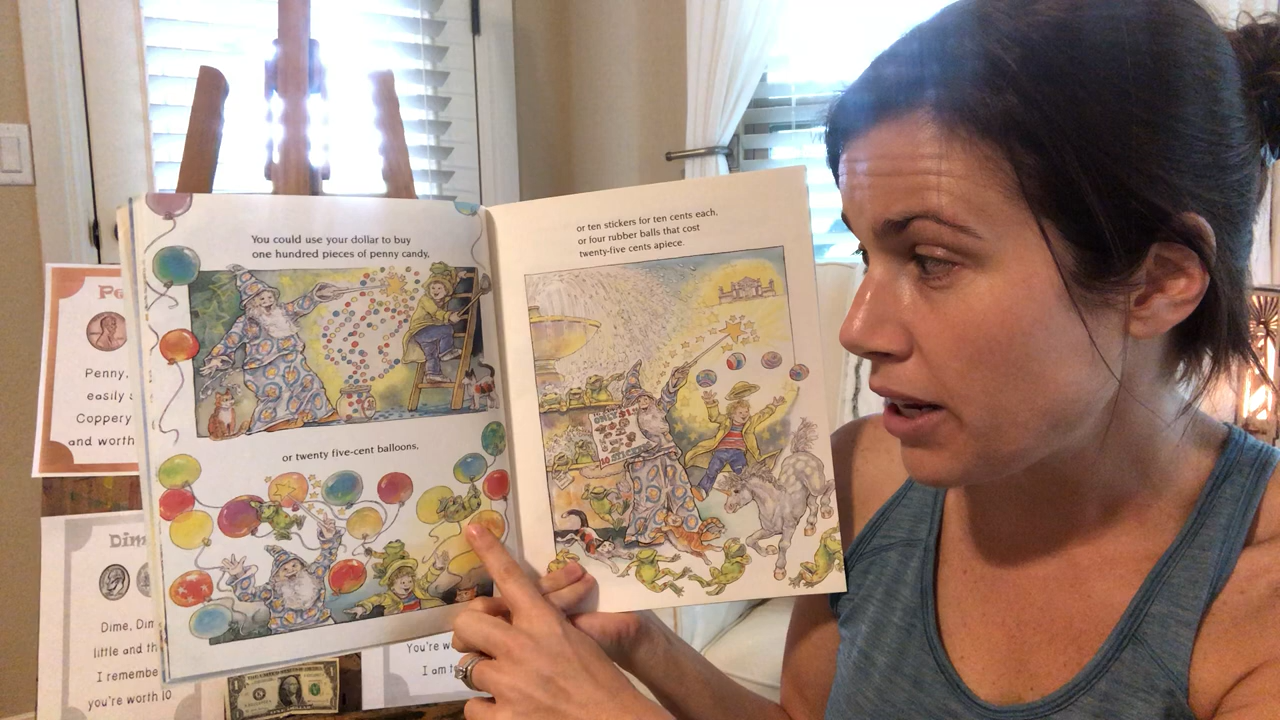 You could use your dollar to buy
one hundred pieces of penny candy,
or twenty five-cent balloons,
or ten stickers for ten cents each,
or four rubber balls that cost
twenty-five cents apiece.
Pe
Penny,
easily
Coppery
and worth
Dim
Dime, Dim
little and th
I remembe
you're worth 10
You're w
I am